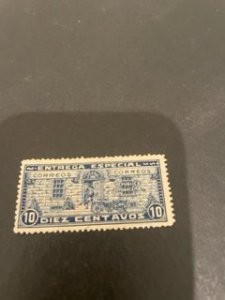 ENTREGA ESPECIAL
CORREOS CORREOS
10 DIEZ CENTAVOS 10